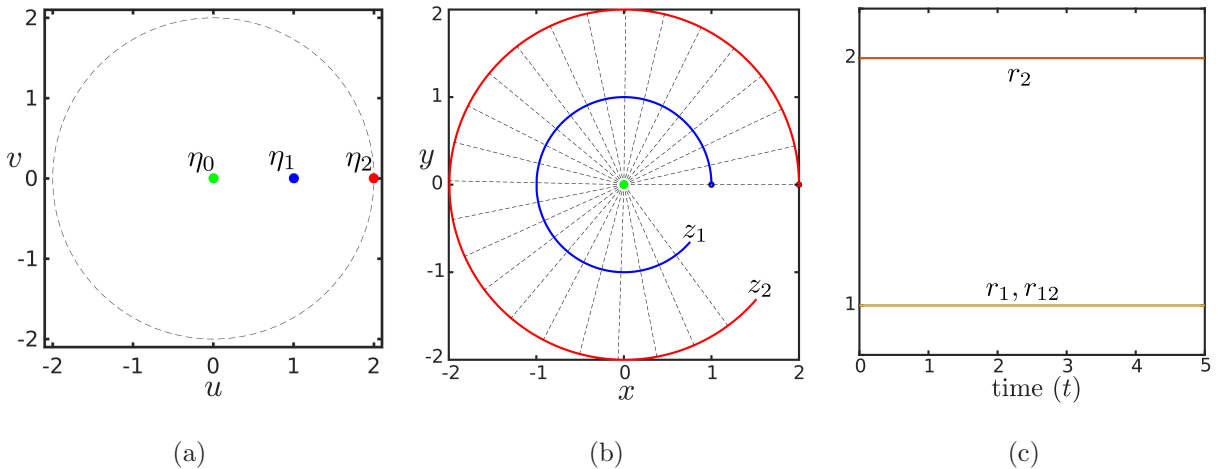 2
1
v
0
-1
-2
η₀ η₁ η₂
-2 -1 0 1 2
u
(a)
2
1
y
0
-1
-2
z₁
z₂
-2 -1 0 1 2
x
(b)
2
r₂
1
r₁, r₁₂
0 1 2 3 4 5
time (t)
(c)